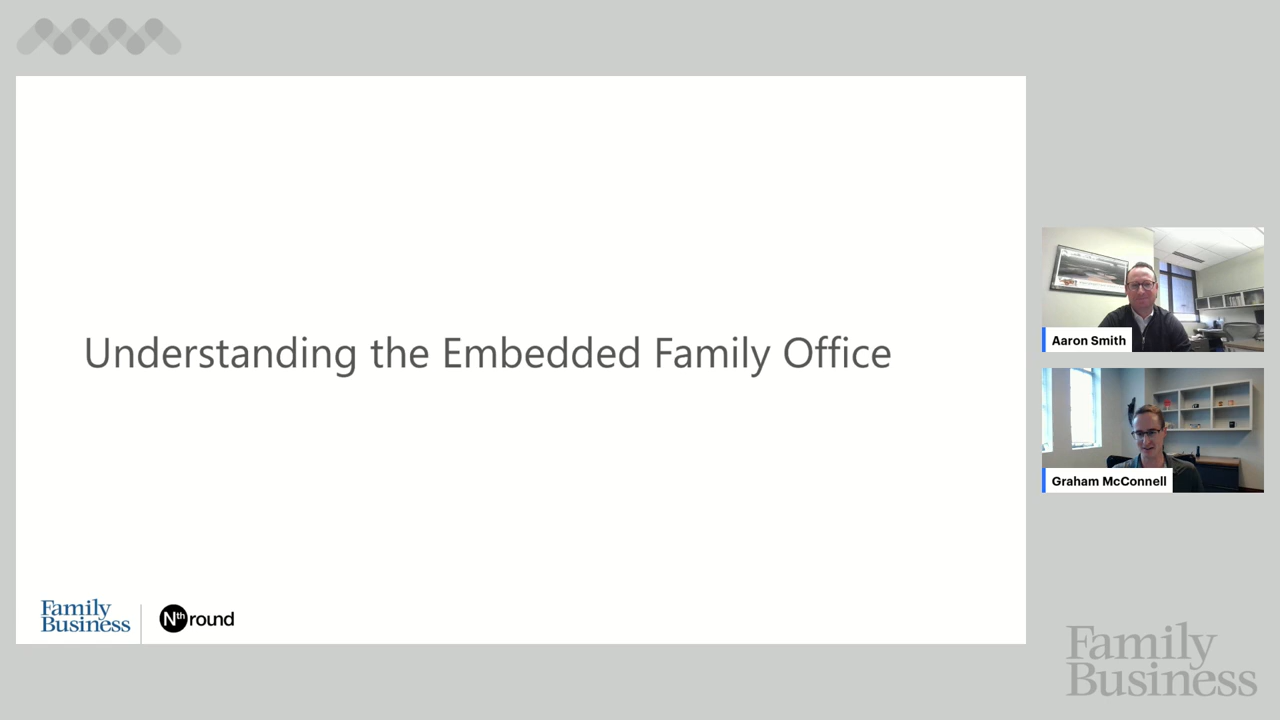 Understanding the Embedded Family Office
Family
Business
Nth round
Aaron Smith
Graham McConnell
Family
Business